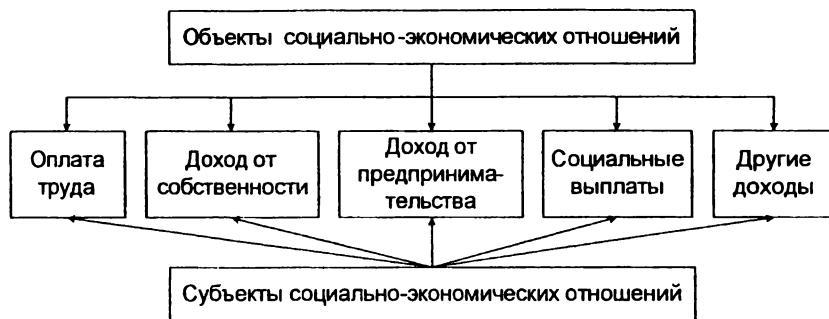 Объекты социально-экономических отношений
Оплата
труда
Доход от
собственности
Доход от
предпринима-
тельства
Социальные
выплаты
Другие
доходы
Субъекты социально-экономических отношений